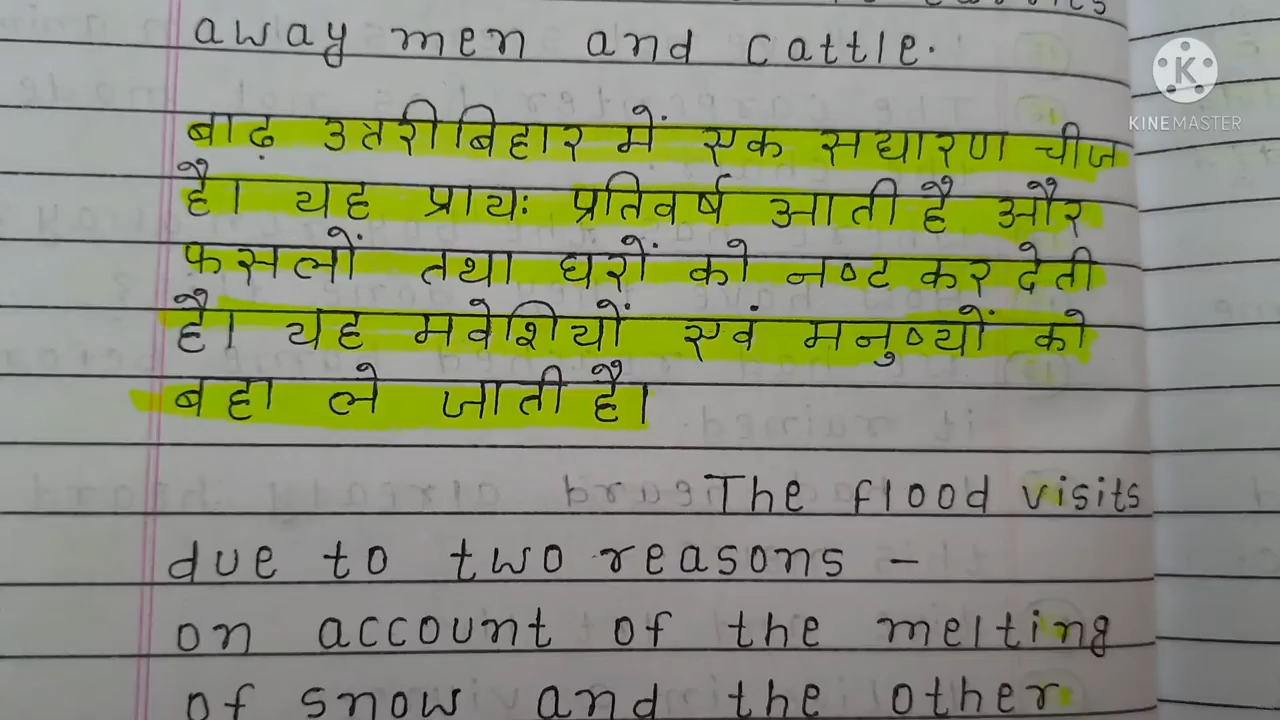 away men and cattle.
बाढ़ उतरी बिहार में एक सधारण चीज
है। यह प्रायः प्रतिवर्ष आती है और
फसलों तथा घरों को नष्ट कर देती
है। यह मवेशियों एवं मनुष्यों को
बहा ले जाती है।
The flood visits
due to two reasons -
on account of the melting
of snow and the other
K
KINEMASTER